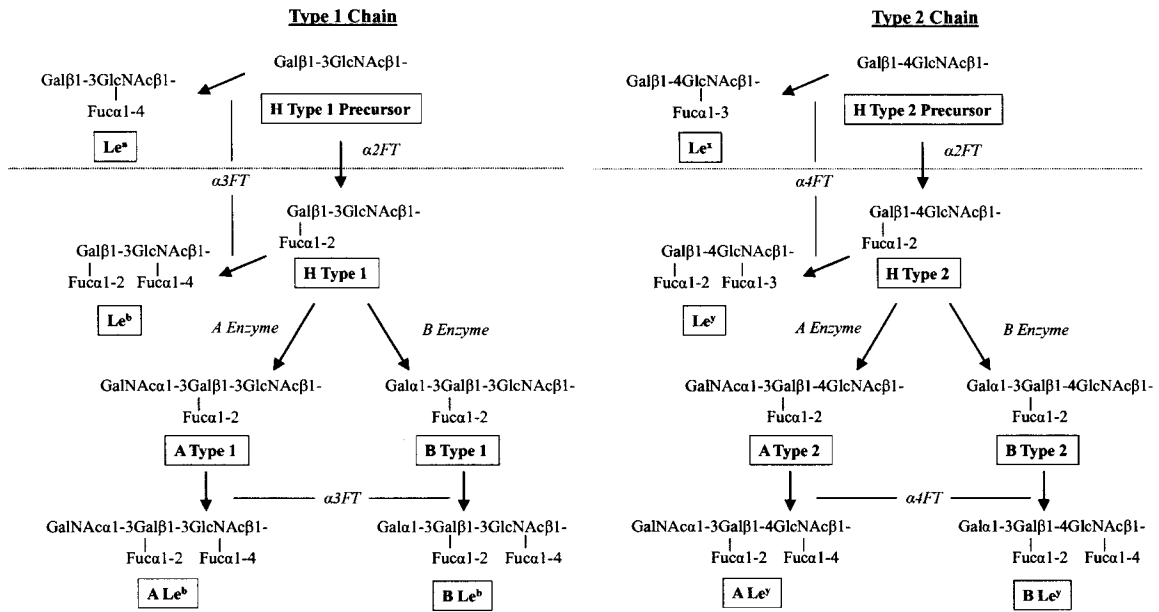 Type 1 Chain
Galβ1-3GlcNAcβ1-
Galβ1-3GlcNAcβ1-
Fucα1-4
H Type 1 Precursor
Leᵃ
α2FT
α3FT
Galβ1-3GlcNAcβ1-
Fucα1-2
Galβ1-3GlcNAcβ1-
Fucα1-2 Fucα1-4
H Type 1
Leᵇ
A Enzyme
B Enzyme
GalNAcα1-3Galβ1-3GlcNAcβ1-
Galα1-3Galβ1-3GlcNAcβ1-
Fucα1-2
Fucα1-2
A Type 1
B Type 1
α3FT
GalNAcα1-3Galβ1-3GlcNAcβ1-
Galα1-3Galβ1-3GlcNAcβ1-
Fucα1-2 Fucα1-4
Fucα1-2 Fucα1-4
A Leᵇ
B Leᵇ
Type 2 Chain
Galβ1-4GlcNAcβ1-
Galβ1-4GlcNAcβ1-
Fucα1-3
H Type 2 Precursor
Leˣ
α2FT
α4FT
Galβ1-4GlcNAcβ1-
Fucα1-2
Galβ1-4GlcNAcβ1-
Fucα1-2 Fucα1-3
H Type 2
Leʸ
A Enzyme
B Enzyme
GalNAcα1-3Galβ1-4GlcNAcβ1-
Galα1-3Galβ1-4GlcNAcβ1-
Fucα1-2
Fucα1-2
A Type 2
B Type 2
α4FT
GalNAcα1-3Galβ1-4GlcNAcβ1-
Galα1-3Galβ1-4GlcNAcβ1-
Fucα1-2 Fucα1-4
Fucα1-2 Fucα1-4
A Leʸ
B Leʸ